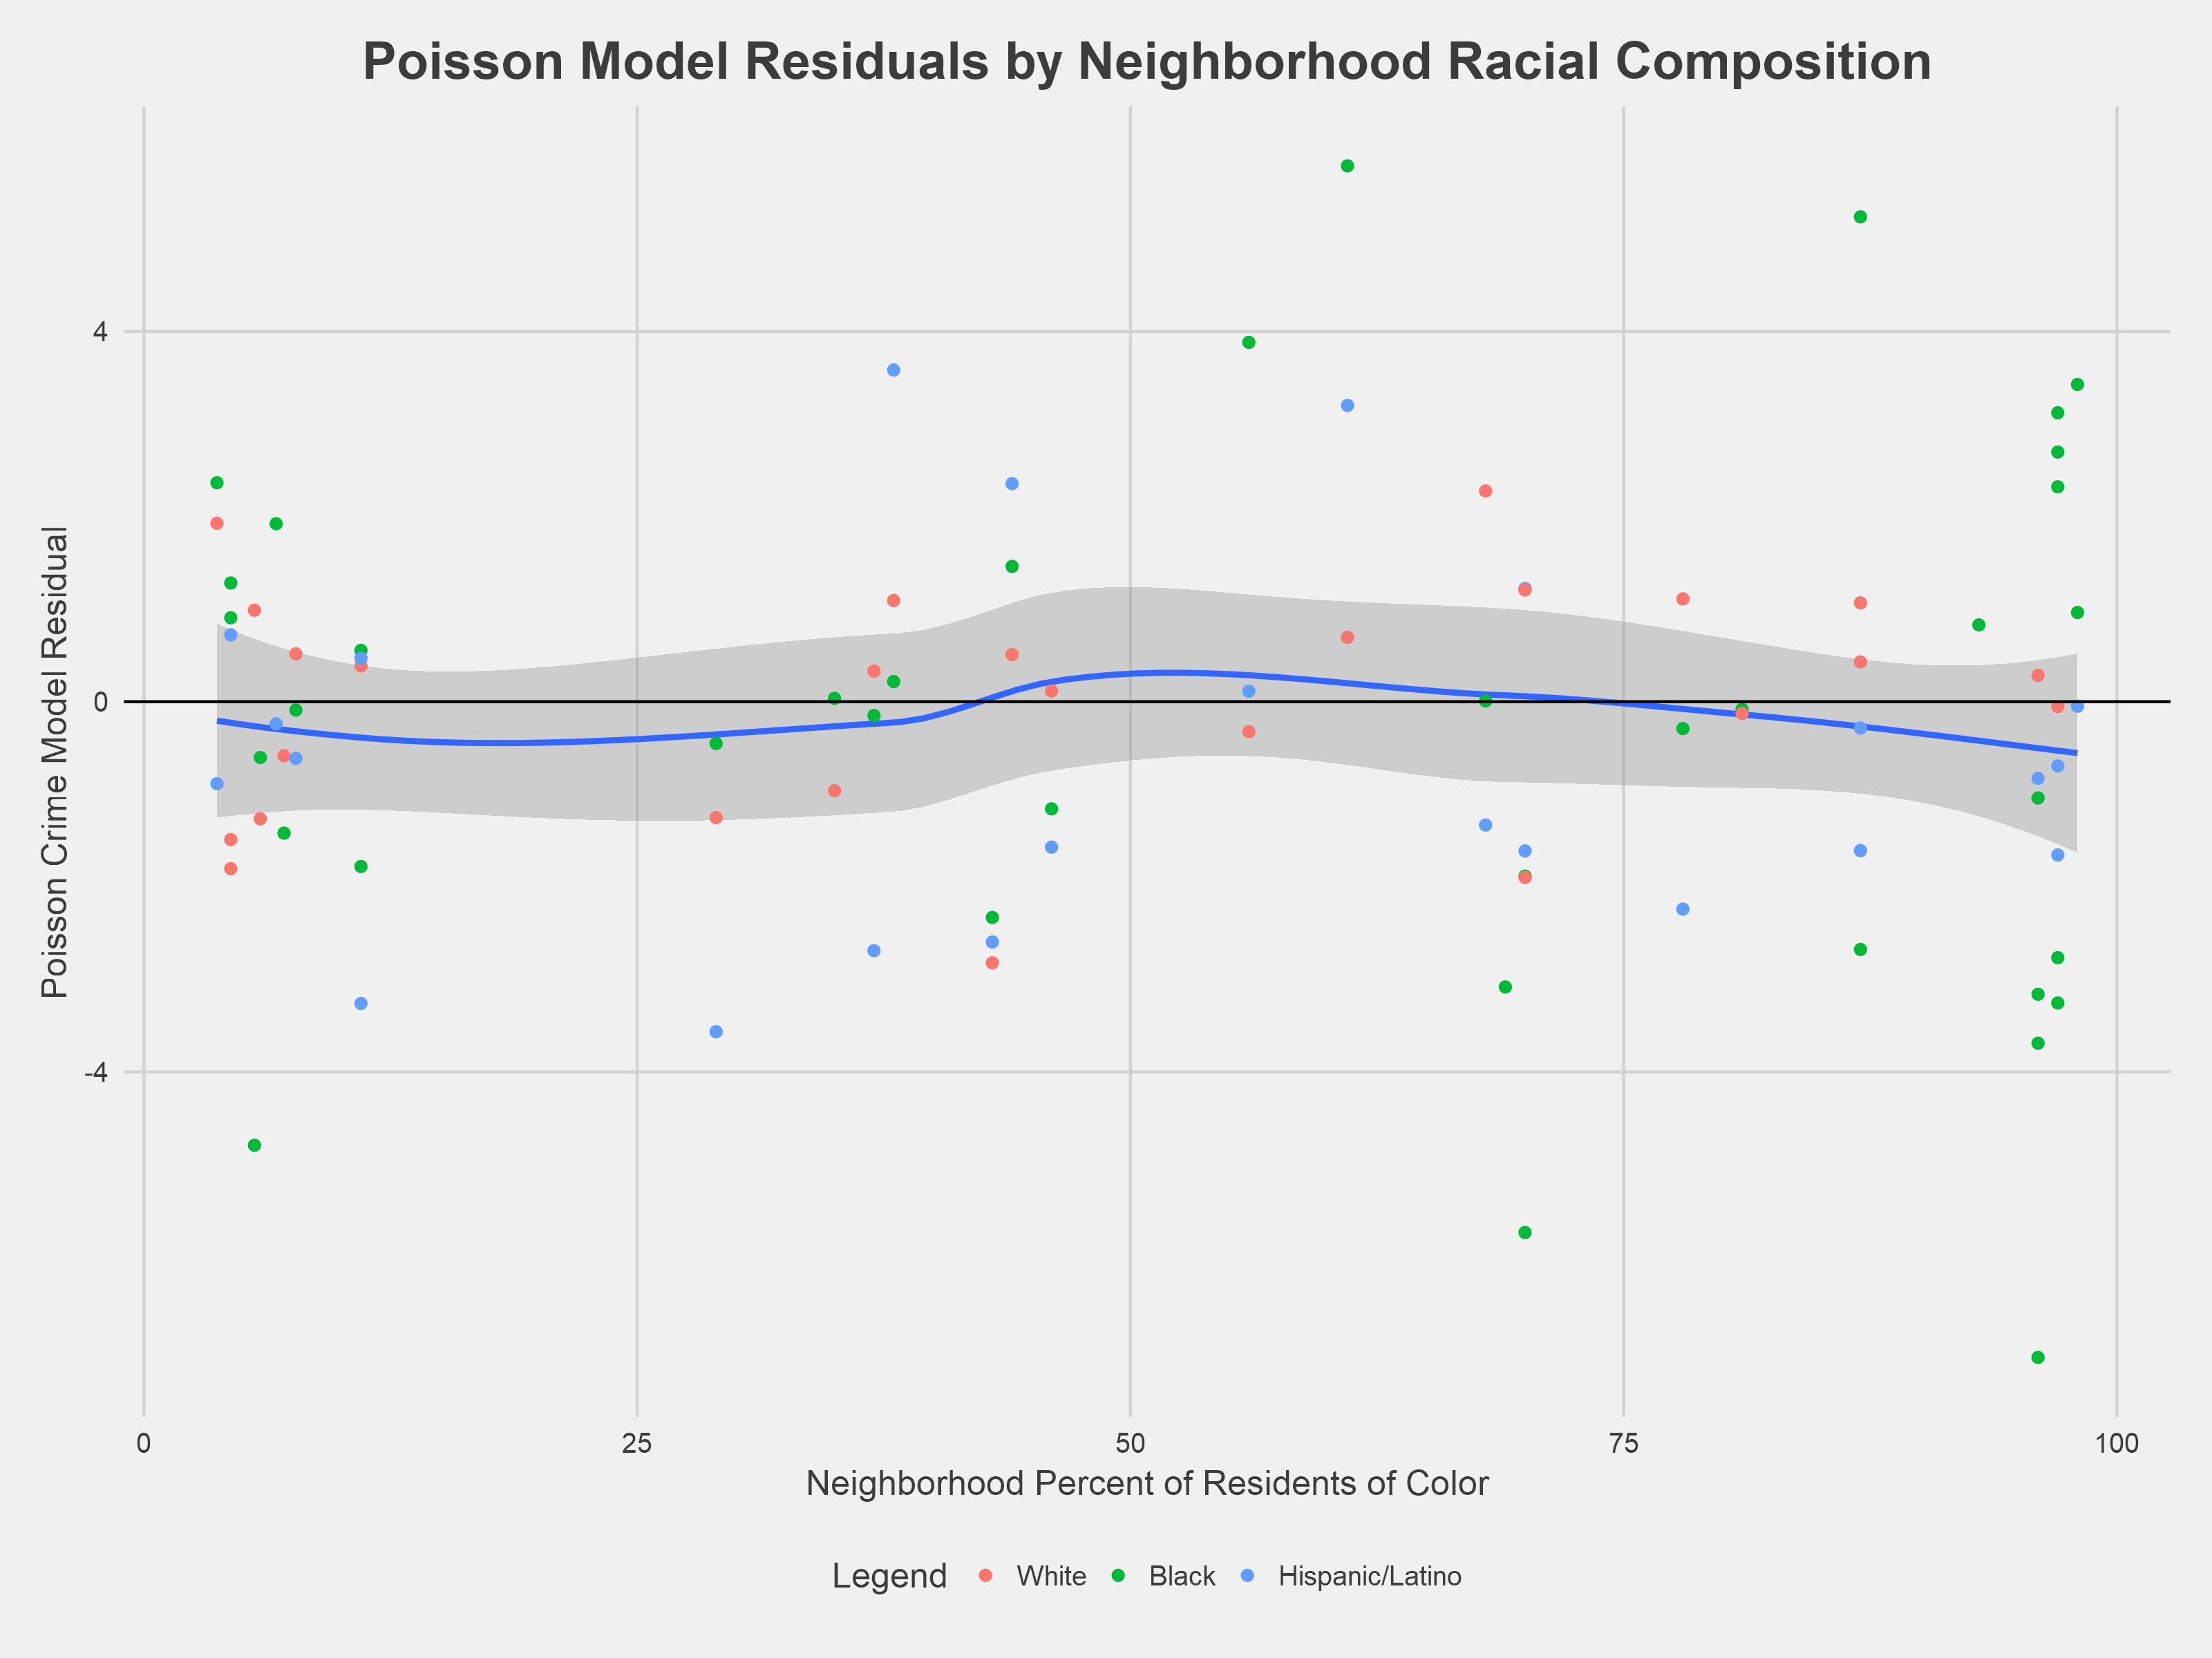 Poisson Model Residuals by Neighborhood Racial Composition
Poisson Crime Model Residual
4
0
-4
0 25 50 75 100
Neighborhood Percent of Residents of Color
Legend White Black Hispanic/Latino